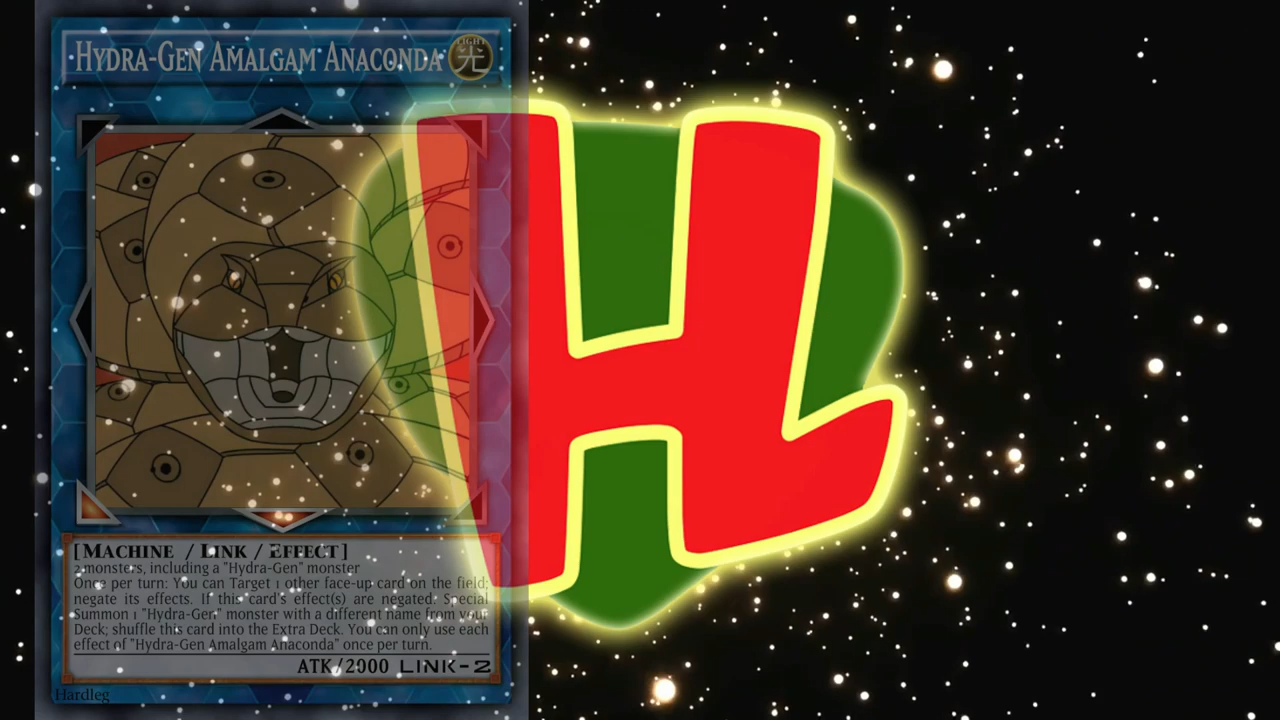 HYDRA-GEN AMALGAM ANACONDA
LIGHT
光
HL
[MACHINE / LINK / EFFECT]
2 monsters, including a "Hydra-Gen" monster
Once per turn: You can Target 1 other face-up card on the field;
negate its effects. If this card's effect(s) are negated. Special
Summon 1 "Hydra-Gen" monster with a different name from your
Deck; shuffle this card into the Extra Deck. You can only use each
effect of "Hydra-Gen Amalgam Anaconda" once per turn.
ATK/2000 LINK-2
Hardleg